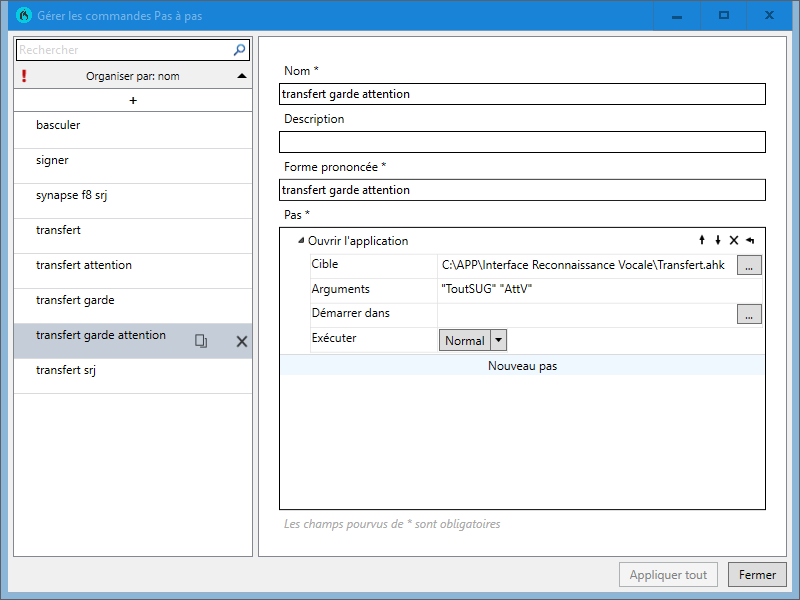 Gérer les commandes Pas à pas
Rechercher
Organiser par: nom
+
basculer
signer
synapse f8 srj
transfert
transfert attention
transfert garde
transfert garde attention
transfert srj
Nom *
transfert garde attention
Description
Forme prononcée *
transfert garde attention
Pas *
Ouvrir l'application
Cible C:\APP\Interface Reconnaissance Vocale\Transfert.ahk ...
Arguments "ToutSUG" "AttV"
Démarrer dans ...
Exécuter Normal
Nouveau pas
Les champs pourvus de * sont obligatoires
Appliquer tout Fermer